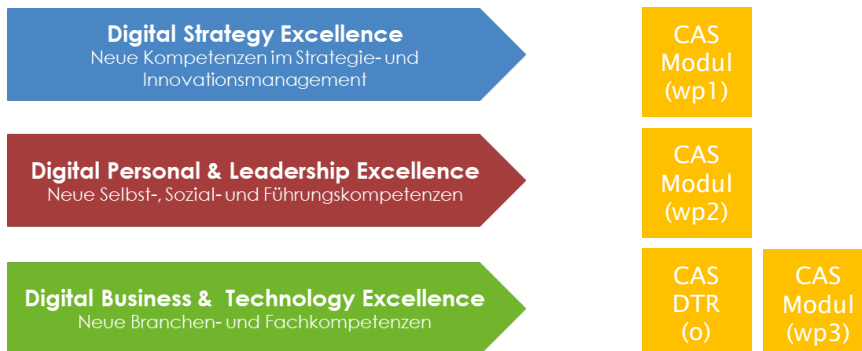 Digital Strategy Excellence
Neue Kompetenzen im Strategie- und
Innovationsmanagement
CAS
Modul
(wp1)
Digital Personal & Leadership Excellence
Neue Selbst-, Sozial- und Führungskompetenzen
CAS
Modul
(wp2)
Digital Business & Technology Excellence
Neue Branchen- und Fachkompetenzen
CAS
DTR
(o)
CAS
Modul
(wp3)